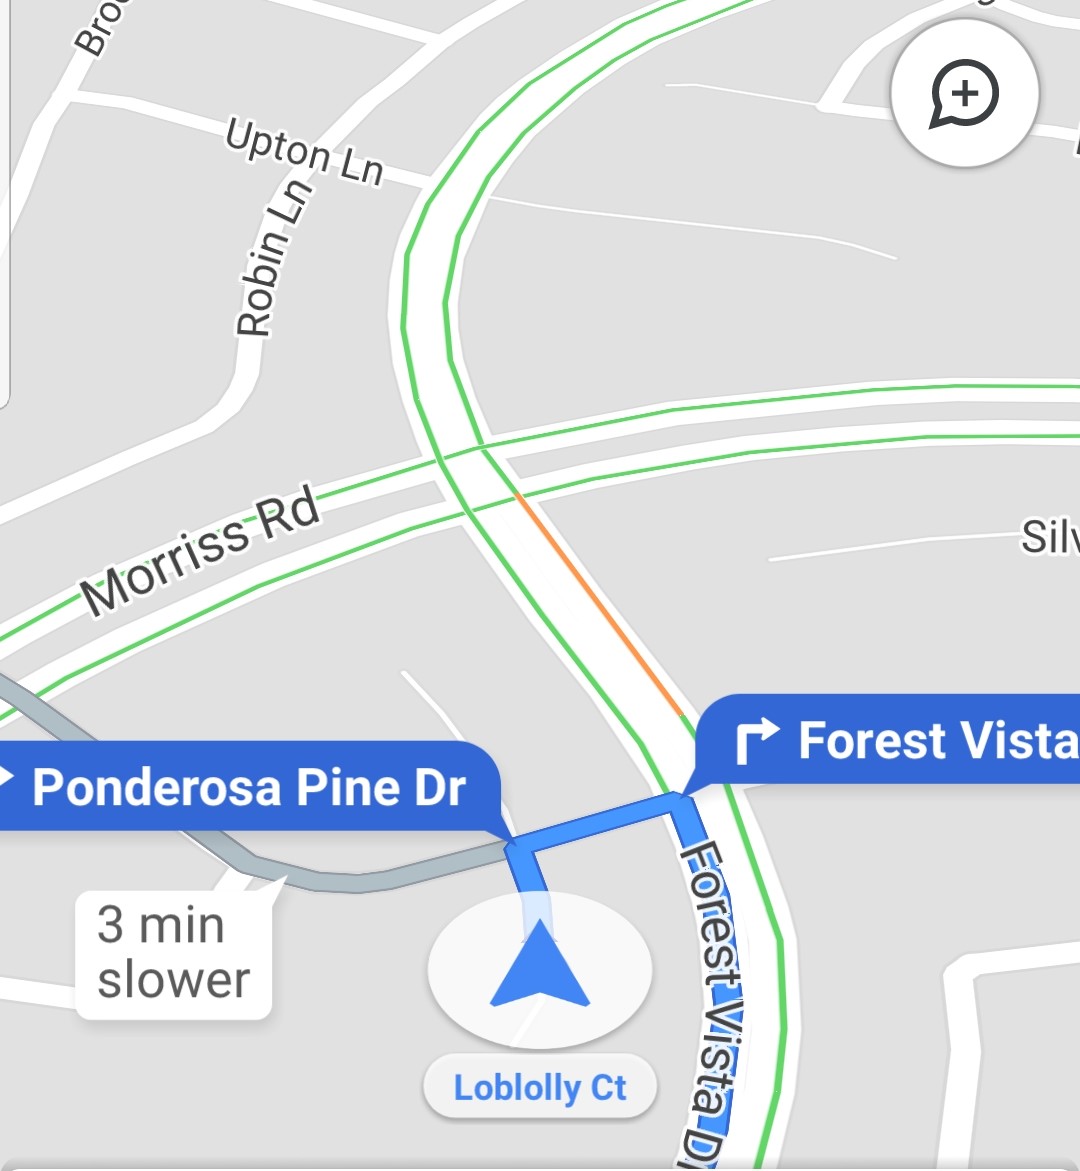 Upton Ln
Robin Ln
Morriss Rd
Ponderosa Pine Dr
Forest Vista
3 min
slower
Forest Vista D
Loblolly Ct